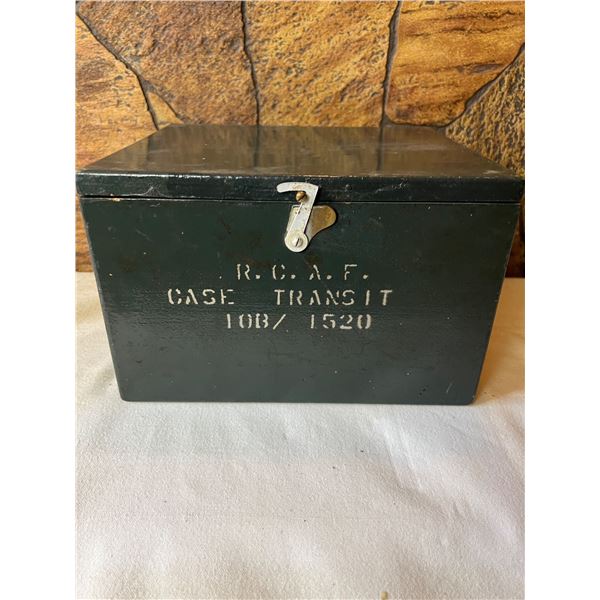 R. C. A. F.
CASE TRANSIT
10B/ 1520